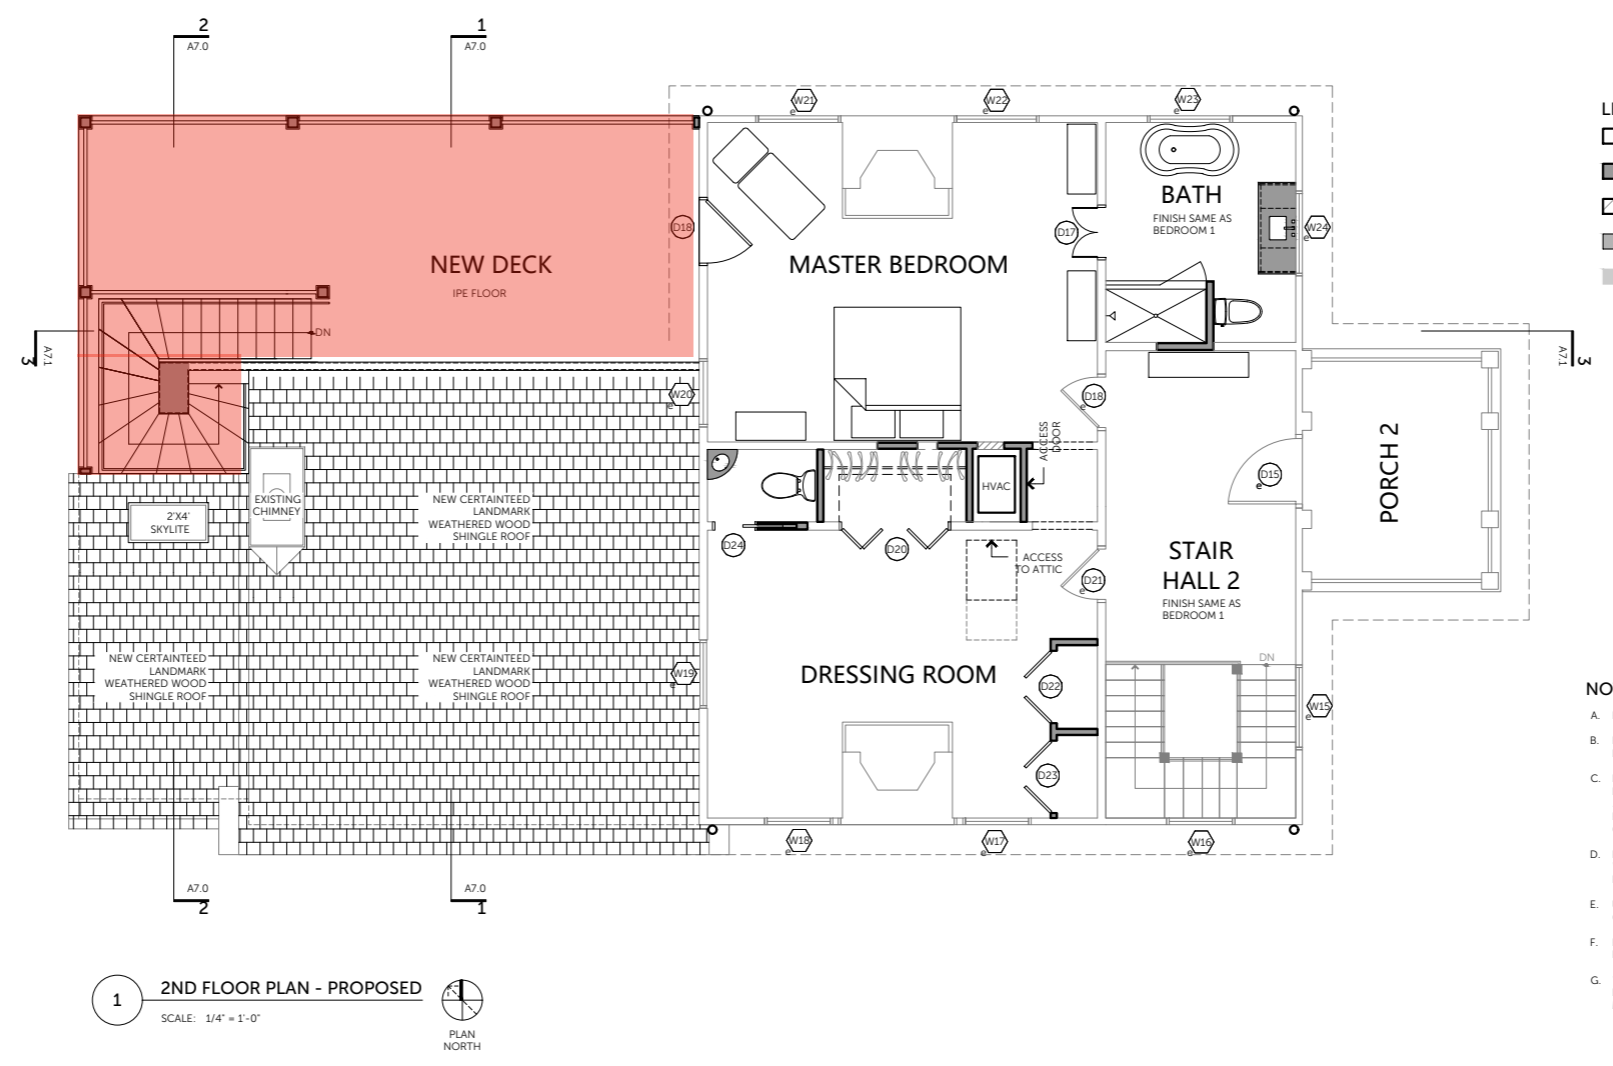 2
A7.0
1
A7.0
W21
e
W22
e
W23
e
LI
D18
NEW DECK
IPE FLOOR
MASTER BEDROOM
D17
BATH
FINISH SAME AS
BEDROOM 1
W24
e
DN
3
A7.1
A7.1
3
W20
e
D18
e
ACCESS
DOOR
HVAC
D15
e
PORCH 2
2'X4'
SKYLITE
EXISTING
CHIMNEY
NEW CERTAINTEED
LANDMARK
WEATHERED WOOD
SHINGLE ROOF
D24
D20
ACCESS
TO ATTIC
D21
e
STAIR
HALL 2
FINISH SAME AS
BEDROOM 1
NEW CERTAINTEED
LANDMARK
WEATHERED WOOD
SHINGLE ROOF
NEW CERTAINTEED
LANDMARK
WEATHERED WOOD
SHINGLE ROOF
W19
e
DRESSING ROOM
D22
DN
W15
e
D23
W18
e
W17
e
W16
e
NO
A.
B.
C.
D.
E.
F.
G.
A7.0
2
A7.0
1
1
2ND FLOOR PLAN - PROPOSED
SCALE: 1/4" = 1'-0"
PLAN
NORTH